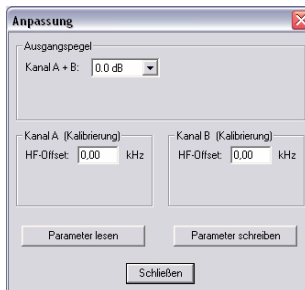 Anpassung
Ausgangspegel
Kanal A + B: 0.0 dB
Kanal A (Kalibrierung)
HF-Offset: 0,00 kHz
Kanal B (Kalibrierung)
HF-Offset: 0,00 kHz
Parameter lesen
Parameter schreiben
Schließen